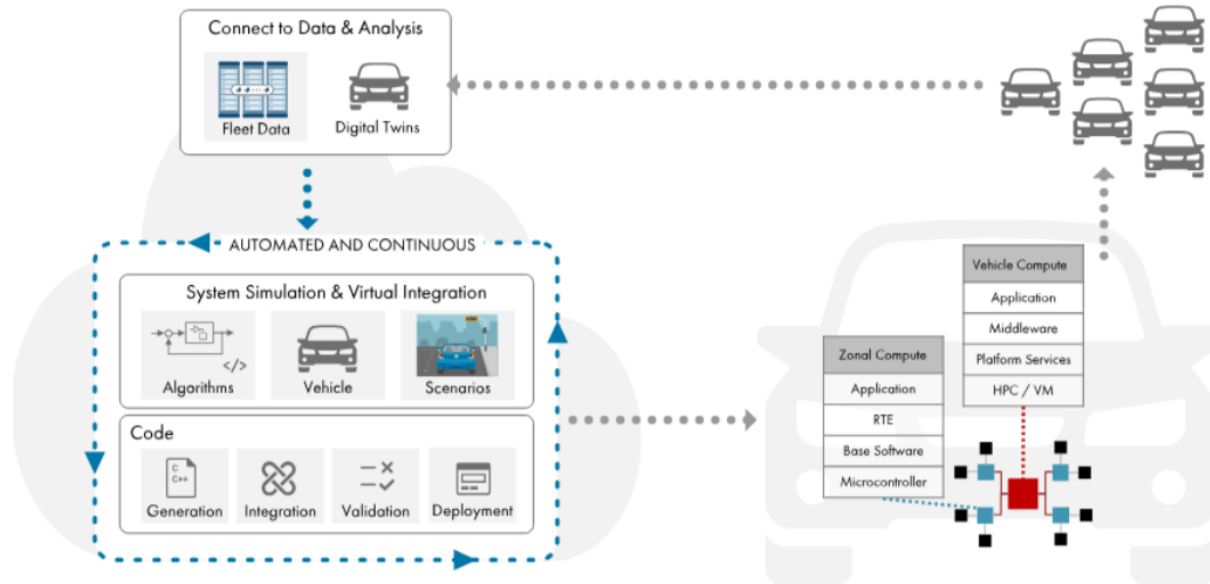 Connect to Data & Analysis
Fleet Data
Digital Twins
AUTOMATED AND CONTINUOUS
System Simulation & Virtual Integration
</>
Algorithms
Vehicle
Scenarios
Code
C
C++
Generation
Integration
Validation
Deployment
Zonal Compute
Application
RTE
Base Software
Microcontroller
Vehicle Compute
Application
Middleware
Platform Services
HPC / VM